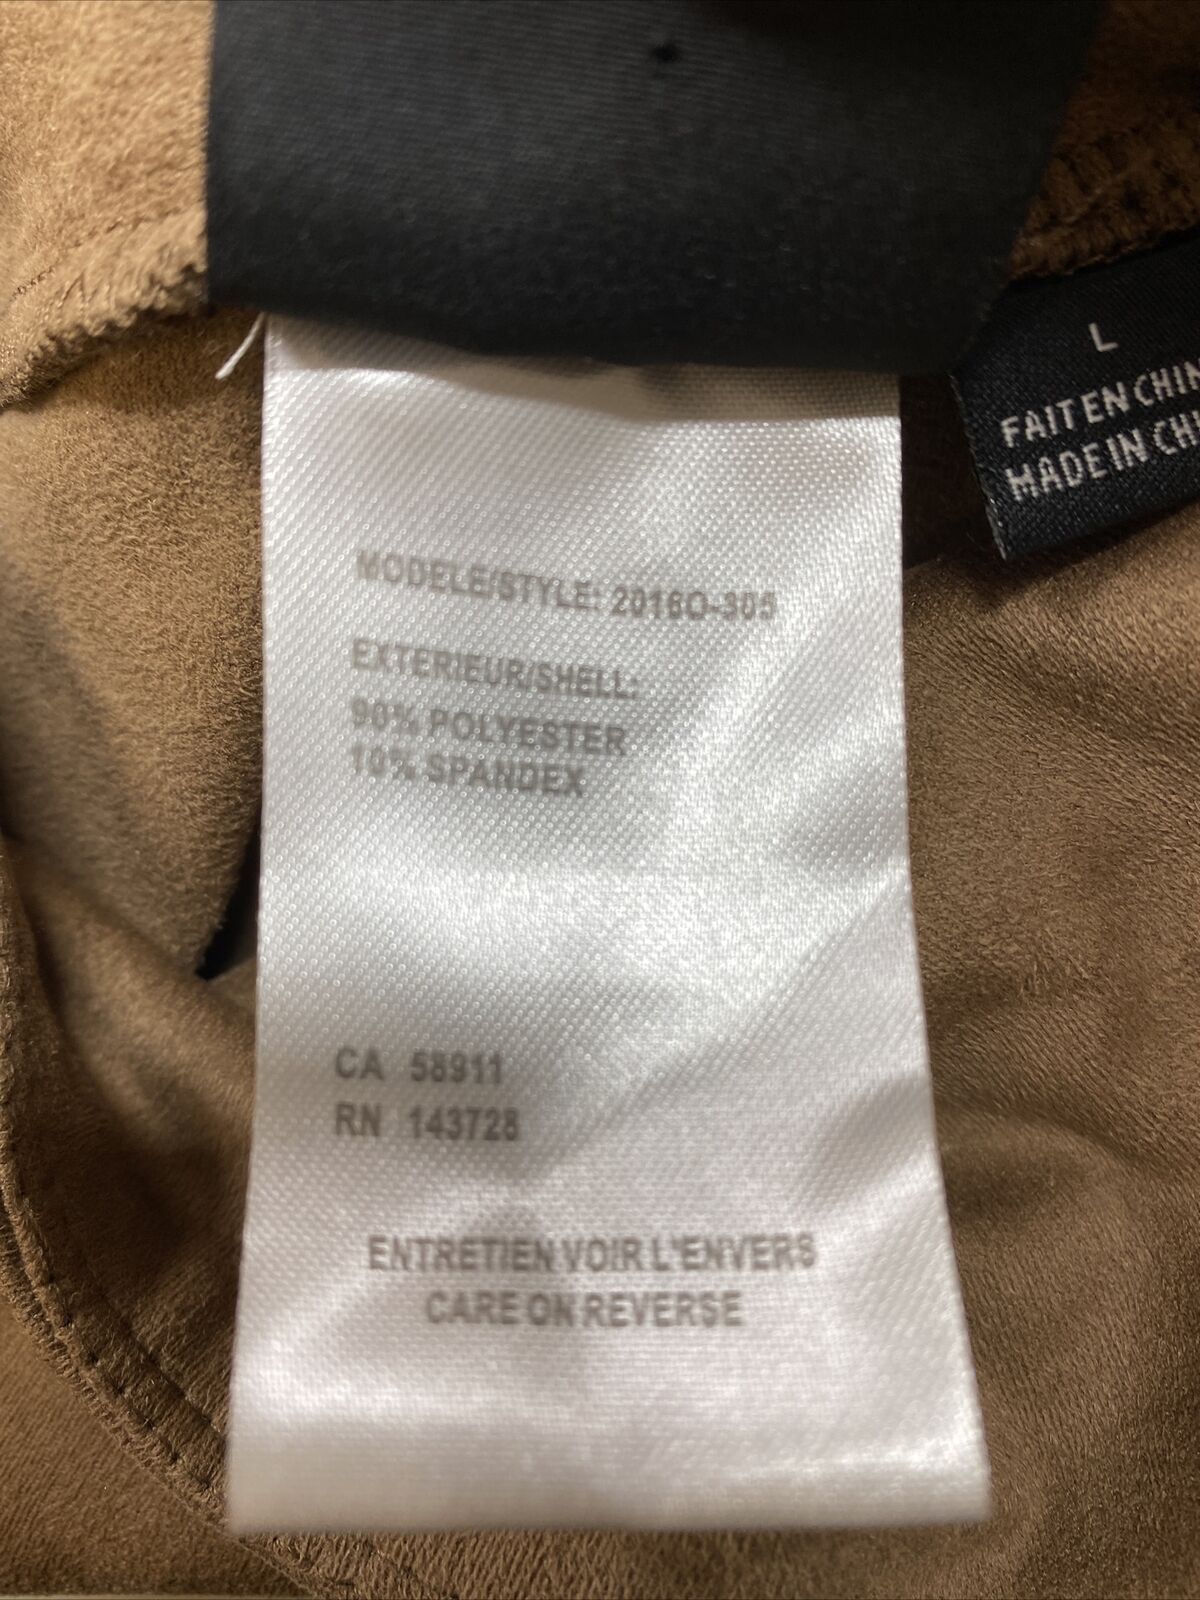 L
FAIT EN CHIN
MADE IN CH
MODELE/STYLE: 2016O-305
EXTERIEUR/SHELL:
90% POLYESTER
10% SPANDEX
CA 58911
RN 143728
ENTRETIEN VOIR L'ENVERS
CARE ON REVERSE